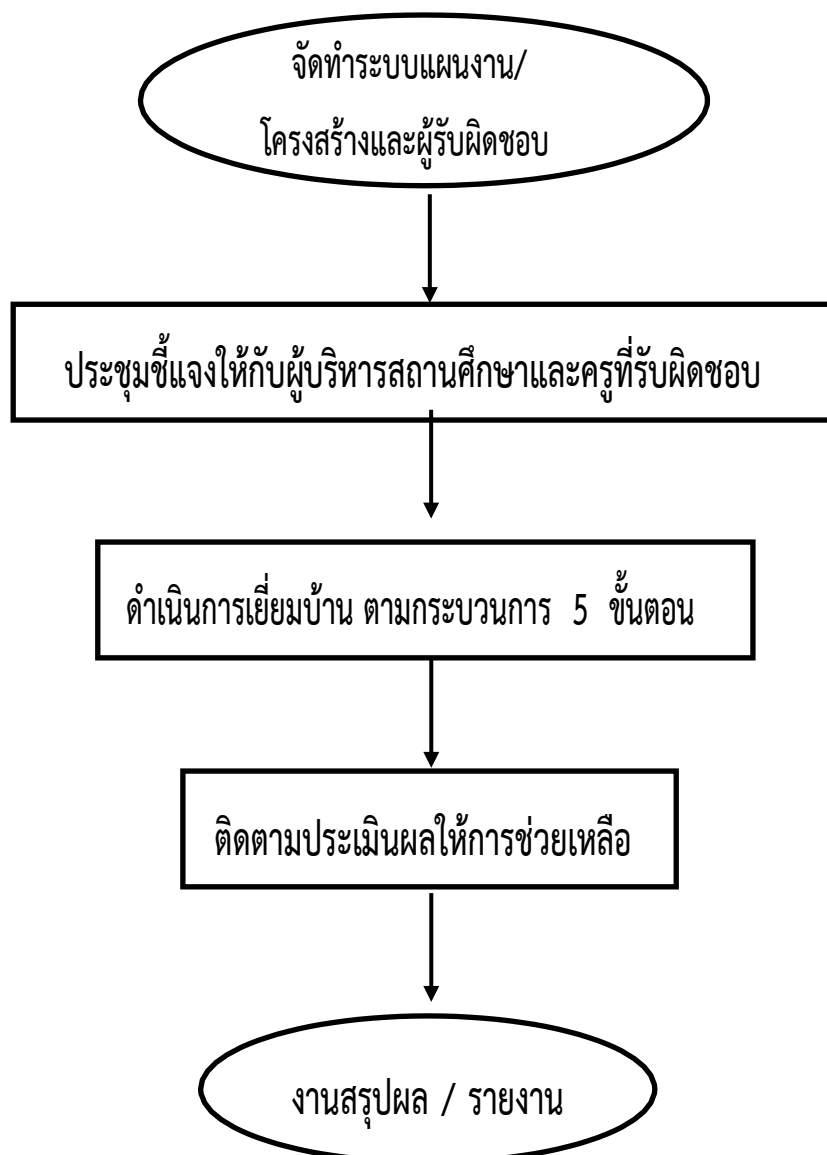 จัดทำระบบแผนงาน/
โครงสร้างและผู้รับผิดชอบ
ประชุมชี้แจงให้กับผู้บริหารสถานศึกษาและครูที่รับผิดชอบ
ดำเนินการเยี่ยมบ้าน ตามกระบวนการ 5 ขั้นตอน
ติดตามประเมินผลให้การช่วยเหลือ
งานสรุปผล / รายงาน